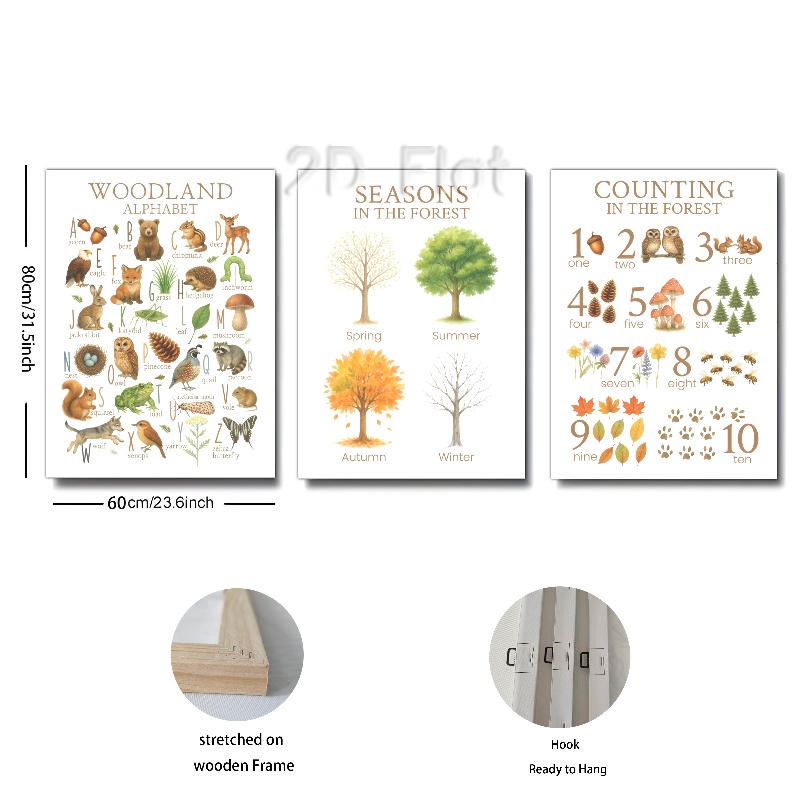 2D Flat
WOODLAND
ALPHABET
A
acorn
B
bear
C
chipmunk
D
deer
E
eagle
F
fox
G
grass
H
hedgehog
I
inchworm
J
jackrabbit
K
katydid
L
leaf
M
mushroom
N
nest
O
owl
P
pinecone
Q
quail
R
raccoon
S
squirrel
T
toad
U
utetheisa moth
V
vole
W
wolf
X
xenops
Y
yarrow
Z
zebra
butterfly
SEASONS
IN THE FOREST
Spring
Summer
Autumn
Winter
COUNTING
IN THE FOREST
1
one
2
two
3
three
4
four
5
five
6
six
7
seven
8
eight
9
nine
10
ten
80cm/31.5inch
60cm/23.6inch
stretched on
wooden Frame
Hook
Ready to Hang